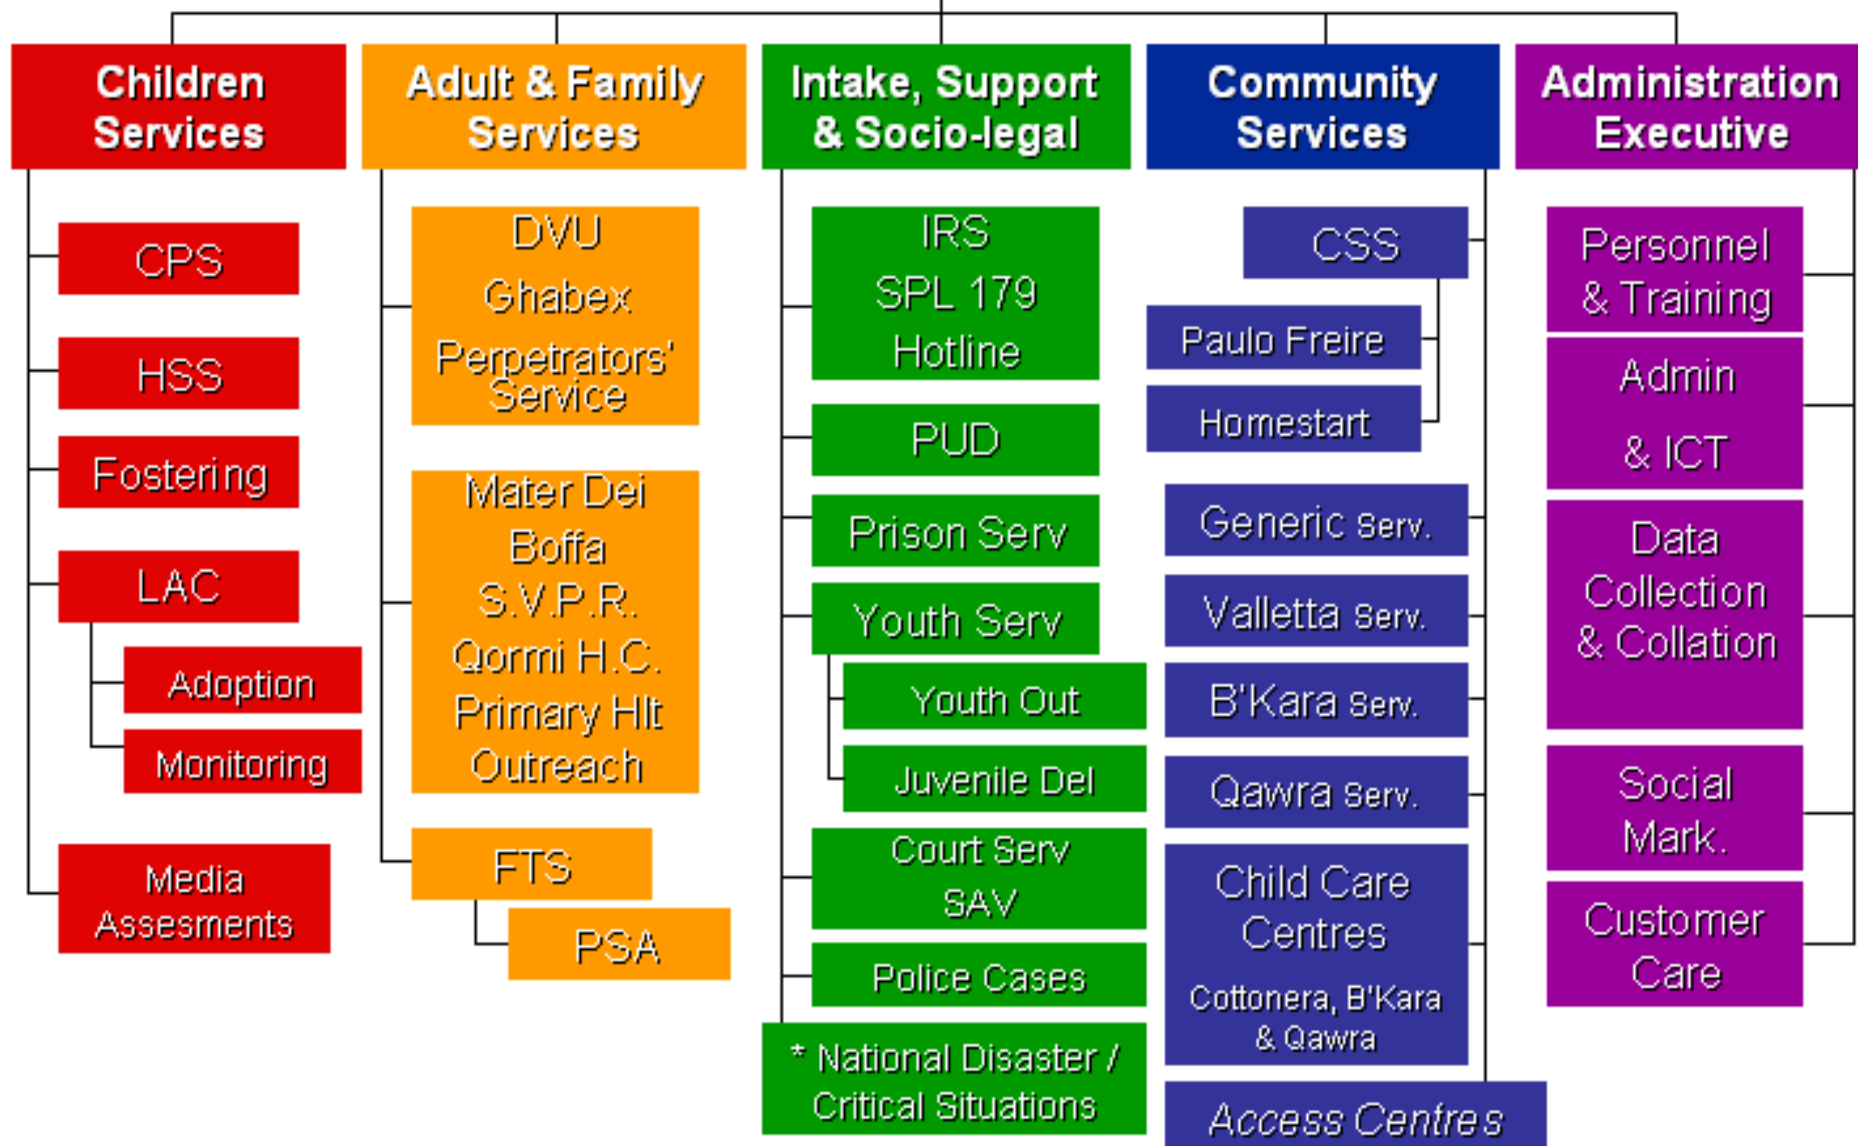 Children
Services
CPS
HSS
Fostering
LAC
Adoption
Monitoring
Media
Assesments
Adult & Family
Services
DVU
Ghabex
Perpetrators'
Service
Mater Dei
Boffa
S.V.P.R.
Qormi H.C.
Primary Hlt
Outreach
FTS
PSA
Intake, Support
& Socio-legal
IRS
SPL 179
Hotline
PUD
Prison Serv
Youth Serv
Youth Out
Juvenile Del
Court Serv
SAV
Police Cases
* National Disaster /
Critical Situations
Community
Services
CSS
Paulo Freire
Homestart
Generic Serv.
Valletta Serv.
B'Kara Serv.
Qawra Serv.
Child Care
Centres
Cottonera, B'Kara
& Qawra
Access Centres
Administration
Executive
Personnel
& Training
Admin
& ICT
Data
Collection
& Collation
Social
Mark.
Customer
Care